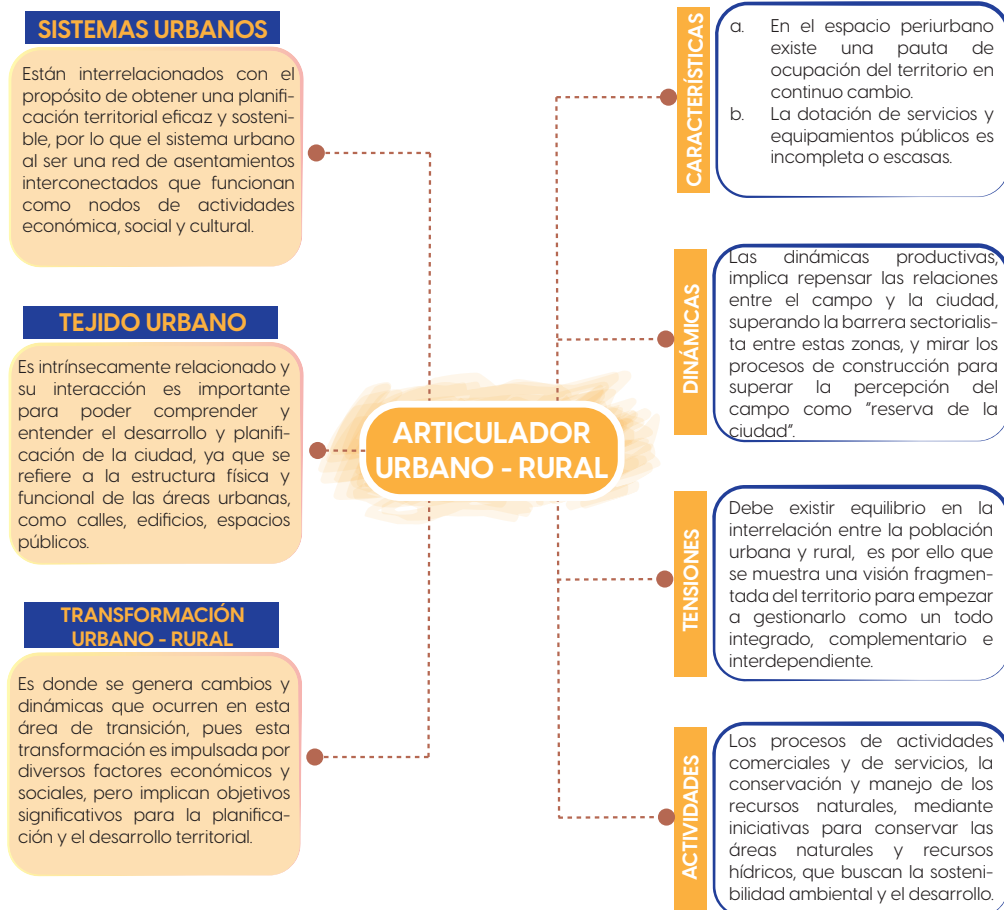 SISTEMAS URBANOS
Están interrelacionados con el
propósito de obtener una planifi-
cación territorial eficaz y sosteni-
ble, por lo que el sistema urbano
al ser una red de asentamientos
interconectados que funcionan
como nodos de actividades
económica, social y cultural.
TEJIDO URBANO
Es intrínsecamente relacionado y
su interacción es importante
para poder comprender y
entender el desarrollo y planifi-
cación de la ciudad, ya que se
refiere a la estructura física y
funcional de las áreas urbanas,
como calles, edificios, espacios
públicos.
TRANSFORMACIÓN
URBANO - RURAL
Es donde se genera cambios y
dinámicas que ocurren en esta
área de transición, pues esta
transformación es impulsada por
diversos factores económicos y
sociales, pero implican objetivos
significativos para la planifica-
ción y el desarrollo territorial.
ARTICULADOR
URBANO - RURAL
CARACTERÍSTICAS
a. En el espacio periurbano
existe una pauta de
ocupación del territorio en
continuo cambio.
b. La dotación de servicios y
equipamientos públicos es
incompleta o escasas.
DINÁMICAS
Las dinámicas productivas,
implica repensar las relaciones
entre el campo y la ciudad,
superando la barrera sectorialis-
ta entre estas zonas, y mirar los
procesos de construcción para
superar la percepción del
campo como "reserva de la
ciudad".
TENSIONES
Debe existir equilibrio en la
interrelación entre la población
urbana y rural, es por ello que
se muestra una visión fragmen-
tada del territorio para empezar
a gestionarlo como un todo
integrado, complementario e
interdependiente.
ACTIVIDADES
Los procesos de actividades
comerciales y de servicios, la
conservación y manejo de los
recursos naturales, mediante
iniciativas para conservar las
áreas naturales y recursos
hídricos, que buscan la sosteni-
bilidad ambiental y el desarrollo.